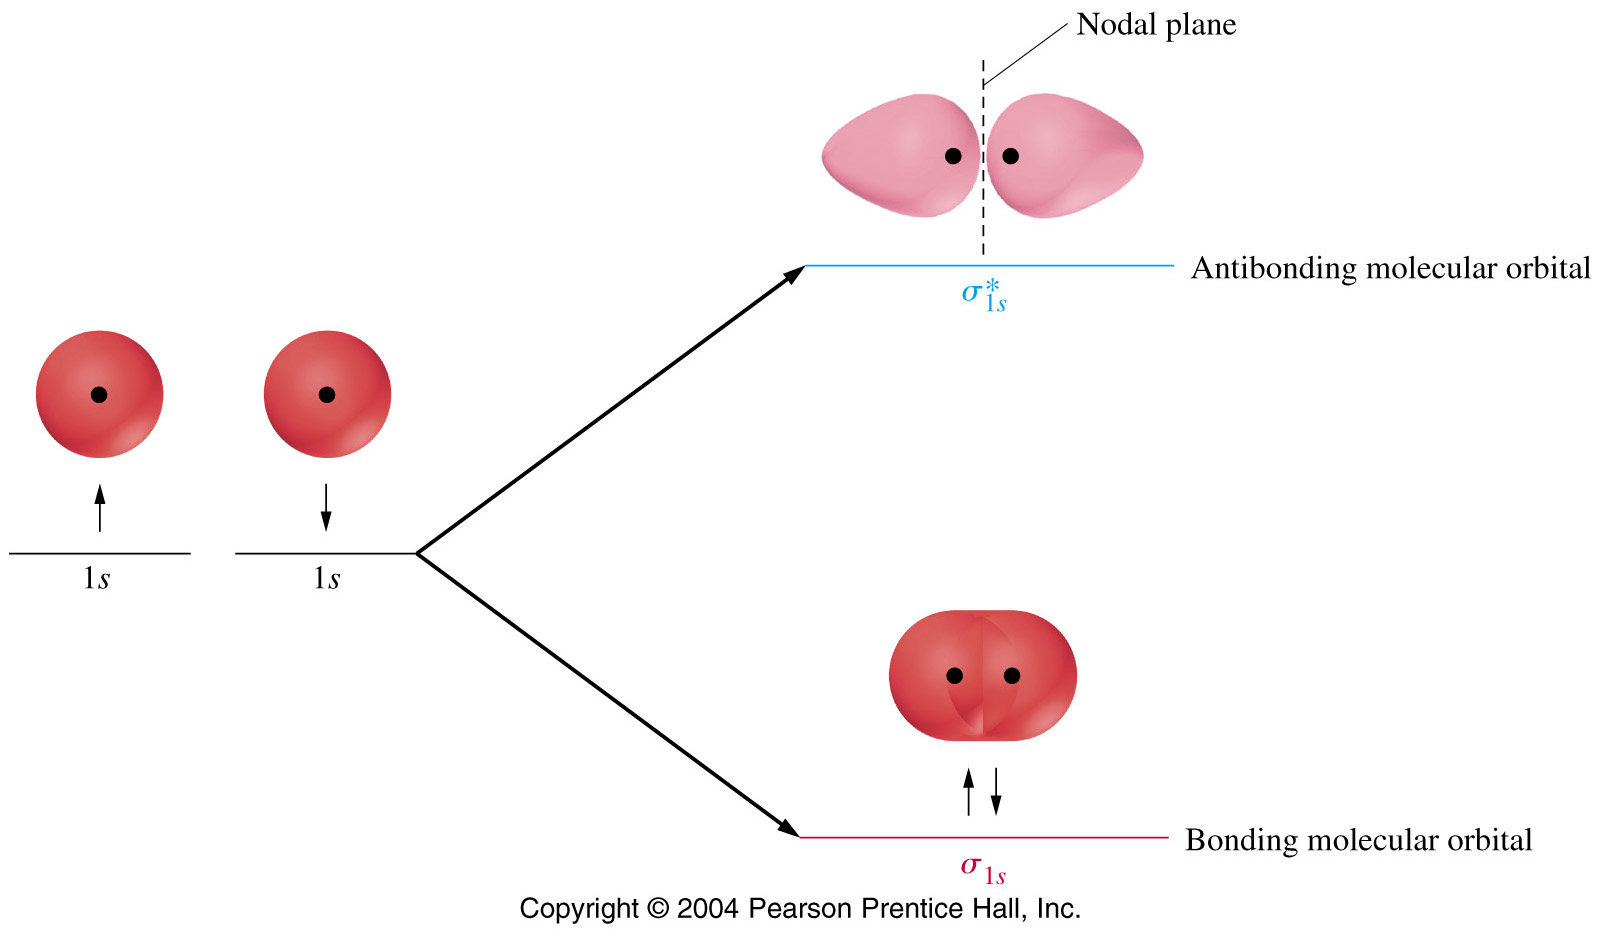 Nodal plane
Antibonding molecular orbital
σ*1s
1s
1s
Bonding molecular orbital
σ1s
Copyright © 2004 Pearson Prentice Hall, Inc.